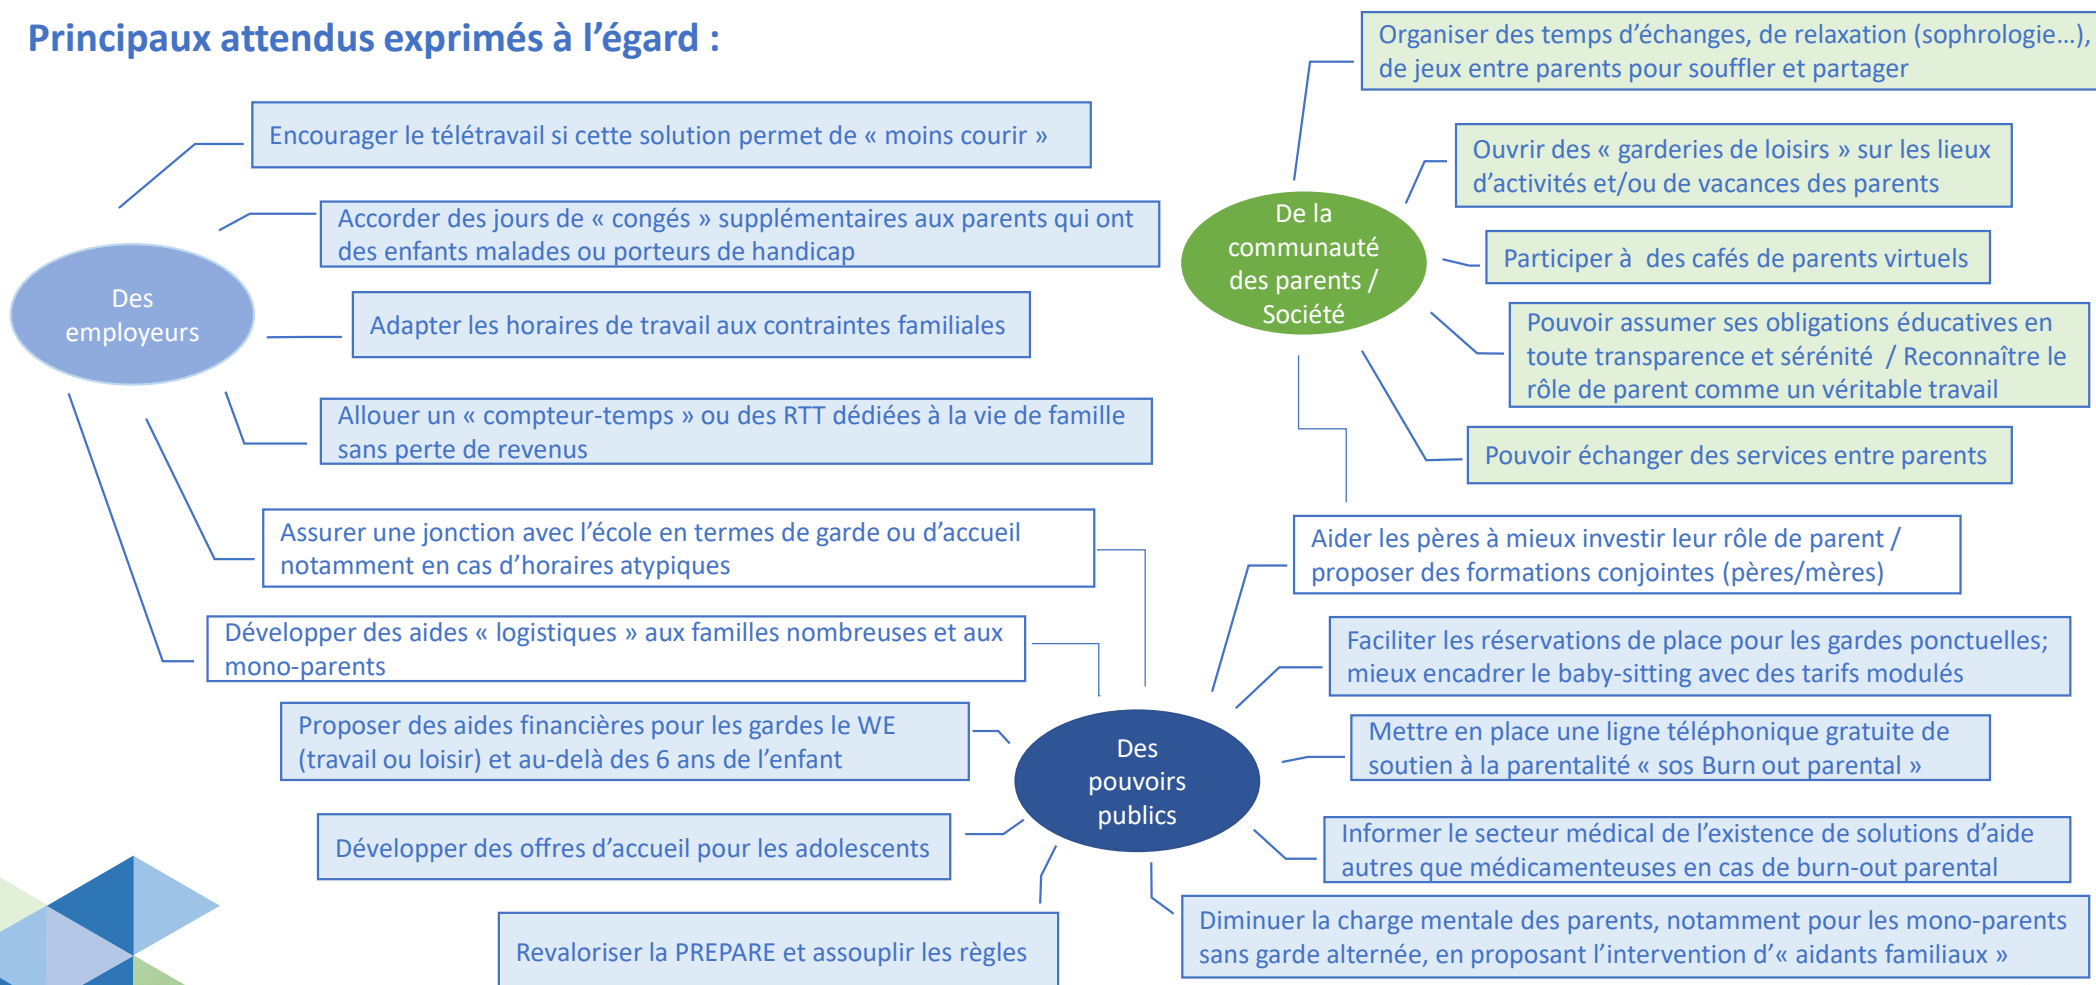 Principaux attendus exprimés à l’égard :
Encourager le télétravail si cette solution permet de « moins courir »
Accorder des jours de « congés » supplémentaires aux parents qui ont
des enfants malades ou porteurs de handicap
Des
employeurs
Adapter les horaires de travail aux contraintes familiales
Allouer un « compteur-temps » ou des RTT dédiées à la vie de famille
sans perte de revenus
Assurer une jonction avec l’école en termes de garde ou d’accueil
notamment en cas d’horaires atypiques
Développer des aides « logistiques » aux familles nombreuses et aux
mono-parents
Organiser des temps d’échanges, de relaxation (sophrologie…),
de jeux entre parents pour souffler et partager
Ouvrir des « garderies de loisirs » sur les lieux
d’activités et/ou de vacances des parents
De la
communauté
des parents /
Société
Participer à  des cafés de parents virtuels
Pouvoir assumer ses obligations éducatives en
toute transparence et sérénité  / Reconnaître le
rôle de parent comme un véritable travail
Pouvoir échanger des services entre parents
Aider les pères à mieux investir leur rôle de parent /
proposer des formations conjointes (pères/mères)
Faciliter les réservations de place pour les gardes ponctuelles;
mieux encadrer le baby-sitting avec des tarifs modulés
Proposer des aides financières pour les gardes le WE
(travail ou loisir) et au-delà des 6 ans de l’enfant
Des
pouvoirs
publics
Mettre en place une ligne téléphonique gratuite de
soutien à la parentalité « sos Burn out parental »
Développer des offres d’accueil pour les adolescents
Informer le secteur médical de l’existence de solutions d’aide
autres que médicamenteuses en cas de burn-out parental
Revaloriser la PREPARE et assouplir les règles
Diminuer la charge mentale des parents, notamment pour les mono-parents
sans garde alternée, en proposant l’intervention d’« aidants familiaux »